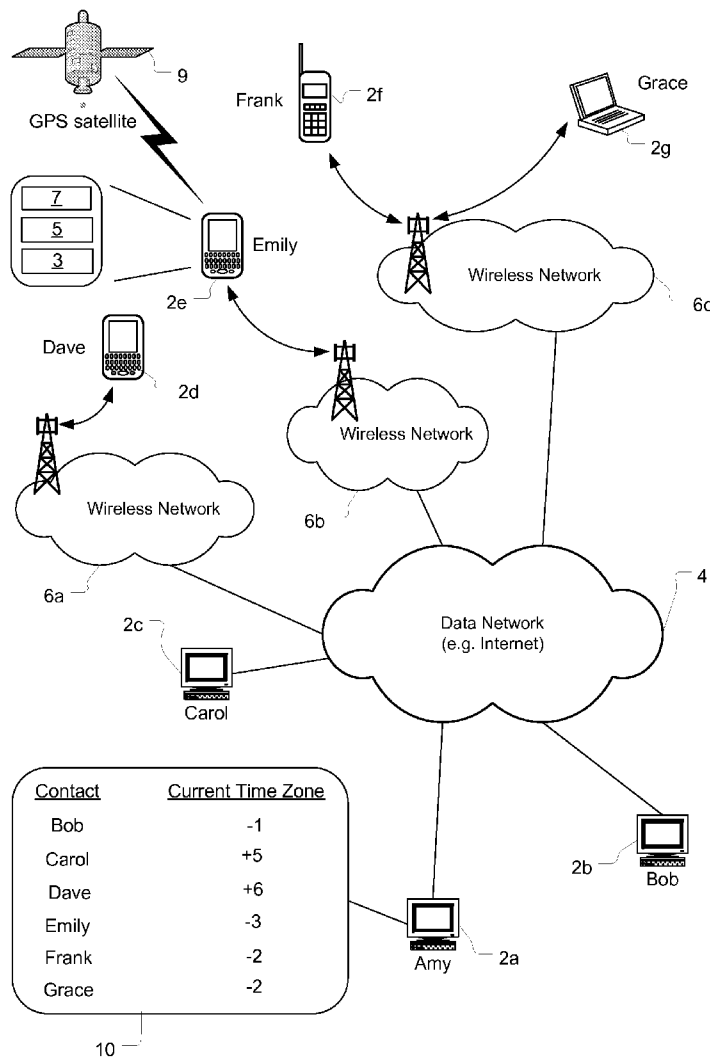 9
GPS satellite
Frank
2f
Grace
2g
7
5
3
Emily
2e
Wireless Network
6c
Dave
2d
Wireless Network
6b
Wireless Network
6a
Data Network
(e.g. Internet)
4
2c
Carol
2b
Bob
Contact Current Time Zone
Bob -1
Carol +5
Dave +6
Emily -3
Frank -2
Grace -2
10
Amy
2a